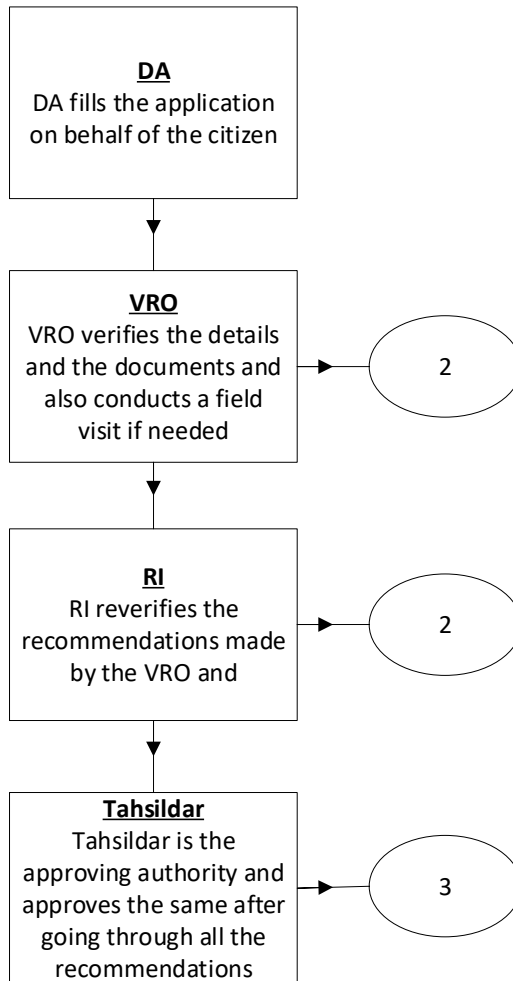 DA
DA fills the application
on behalf of the citizen
VRO
VRO verifies the details
and the documents and
also conducts a field
visit if needed
2
RI
RI reverifies the
recommendations made
by the VRO and
2
Tahsildar
Tahsildar is the
approving authority and
approves the same after
going through all the
recommendations
3